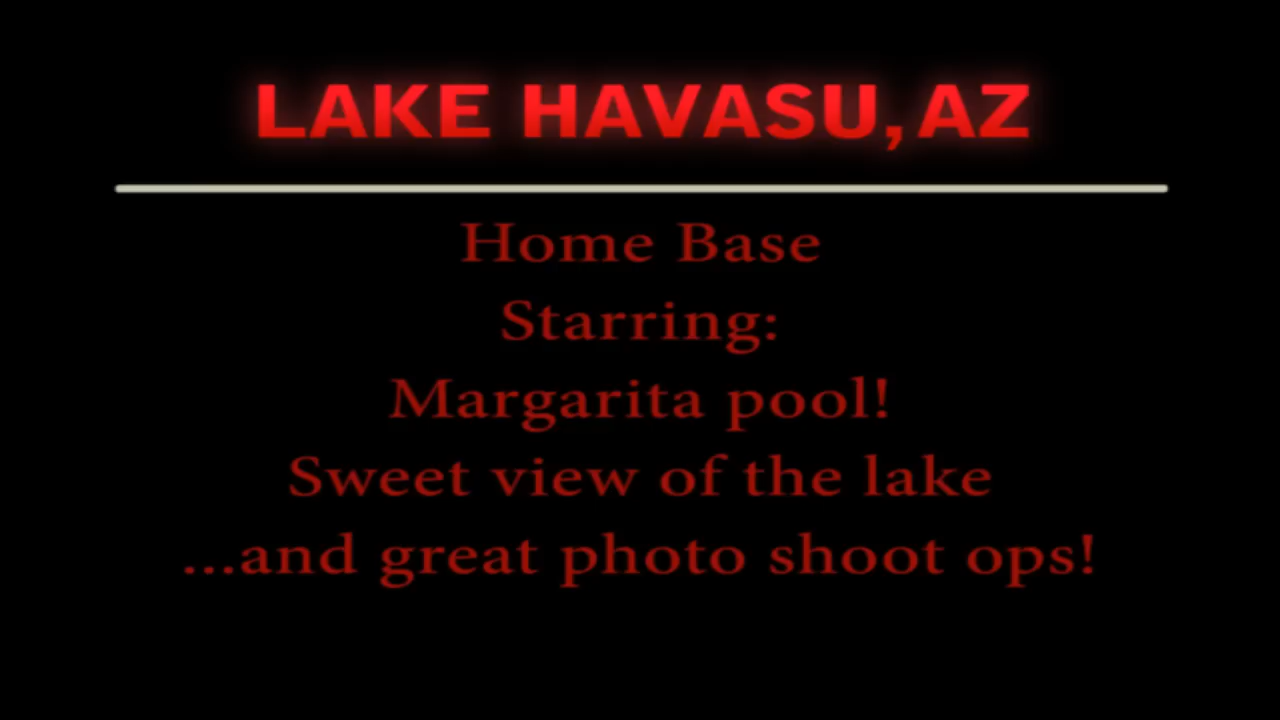 LAKE HAVASU, AZ
Home Base
Starring:
Margarita pool!
Sweet view of the lake
...and great photo shoot ops!